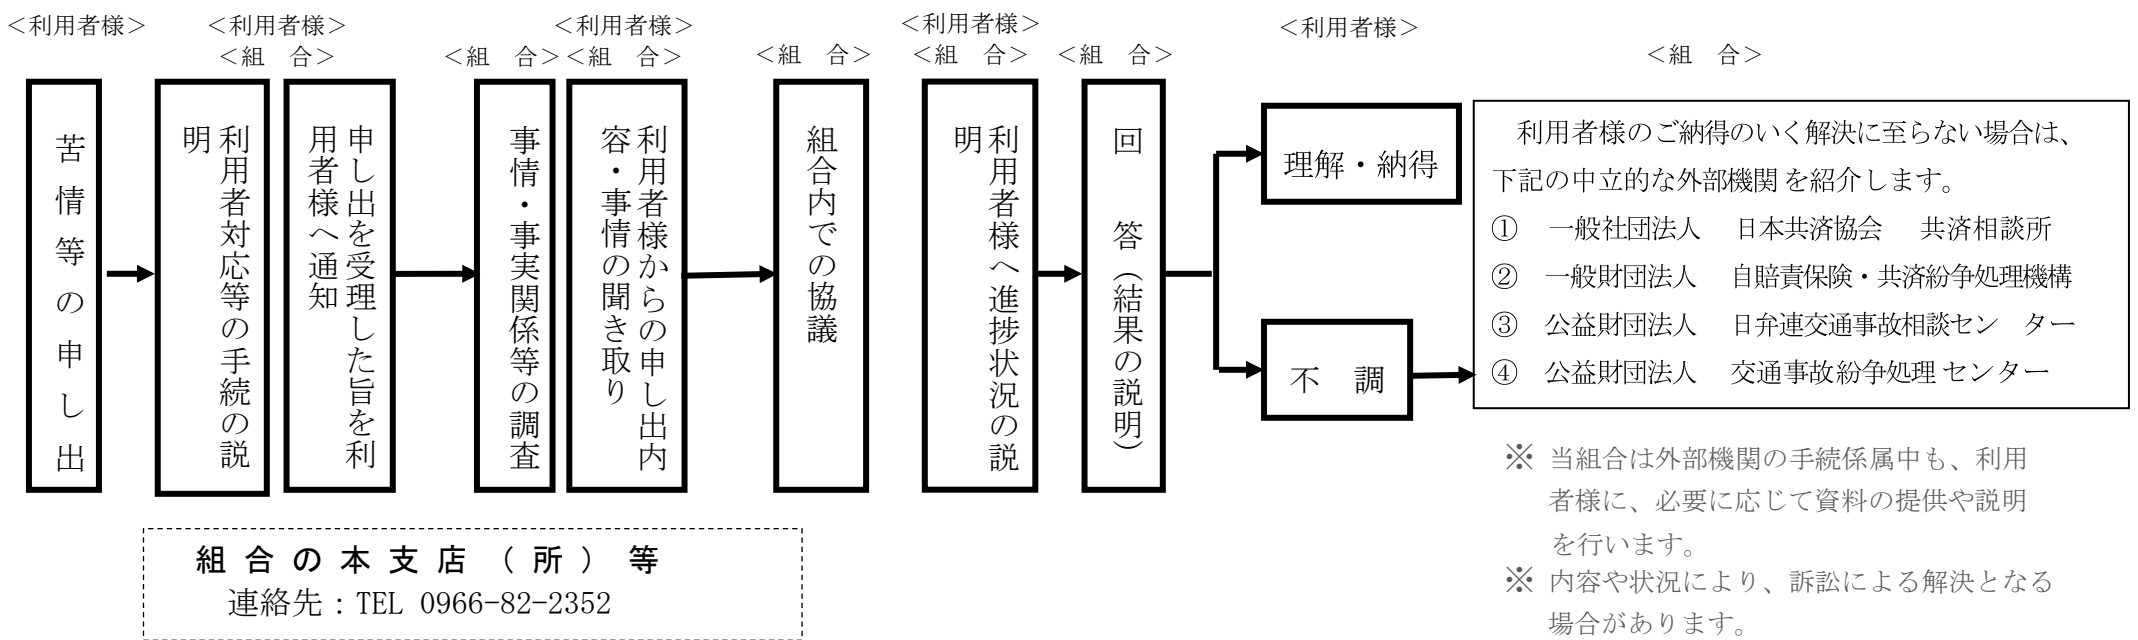 ＜利用者様＞
苦情等の申し出
＜利用者様＞
＜組　合＞
利用者対応等の手続の説
明
申し出を受理した旨を利
用者様へ通知
＜組　合＞
事情・事実関係等の調査
＜利用者様＞
＜組　合＞
利用者様からの申し出内
容・事情の聞き取り
＜組　合＞
組合内での協議
＜利用者様＞
＜組　合＞
利用者様へ進捗状況の説
明
＜組　合＞
回　答（結果の説明）
＜利用者様＞
理解・納得
不　調
＜組　合＞
利用者様のご納得のいく解決に至らない場合は、
下記の中立的な外部機関を紹介します。
①　一般社団法人　日本共済協会　共済相談所
②　一般財団法人　自賠責保険・共済紛争処理機構
③　公益財団法人　日弁連交通事故相談セン　ター
④　公益財団法人　交通事故紛争処理センター
※ 当組合は外部機関の手続係属中も、利用
者様に、必要に応じて資料の提供や説明
を行います。
※ 内容や状況により、訴訟による解決となる
場合があります。
組合の本支店（所）等
連絡先：TEL 0966-82-2352